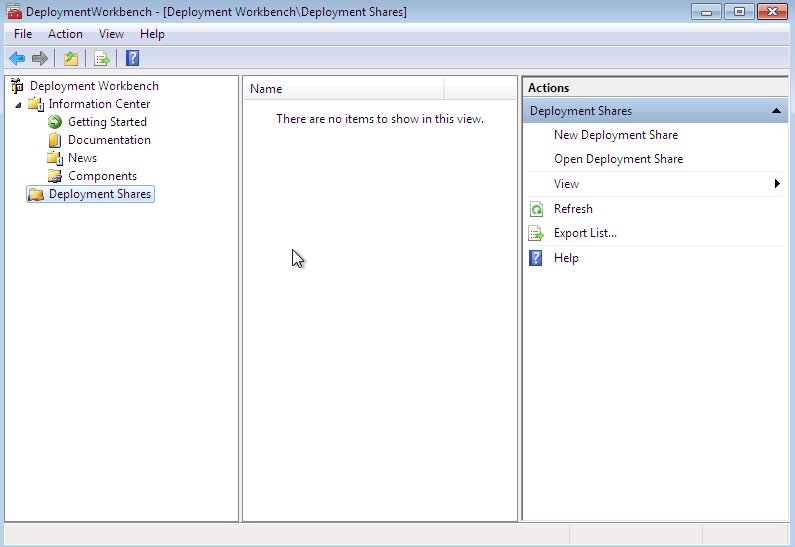 DeploymentWorkbench - [Deployment Workbench\Deployment Shares]
File Action View Help
Deployment Workbench
Information Center
Getting Started
Documentation
News
Components
Deployment Shares
Name
There are no items to show in this view.
Actions
Deployment Shares
New Deployment Share
Open Deployment Share
View
Refresh
Export List...
Help